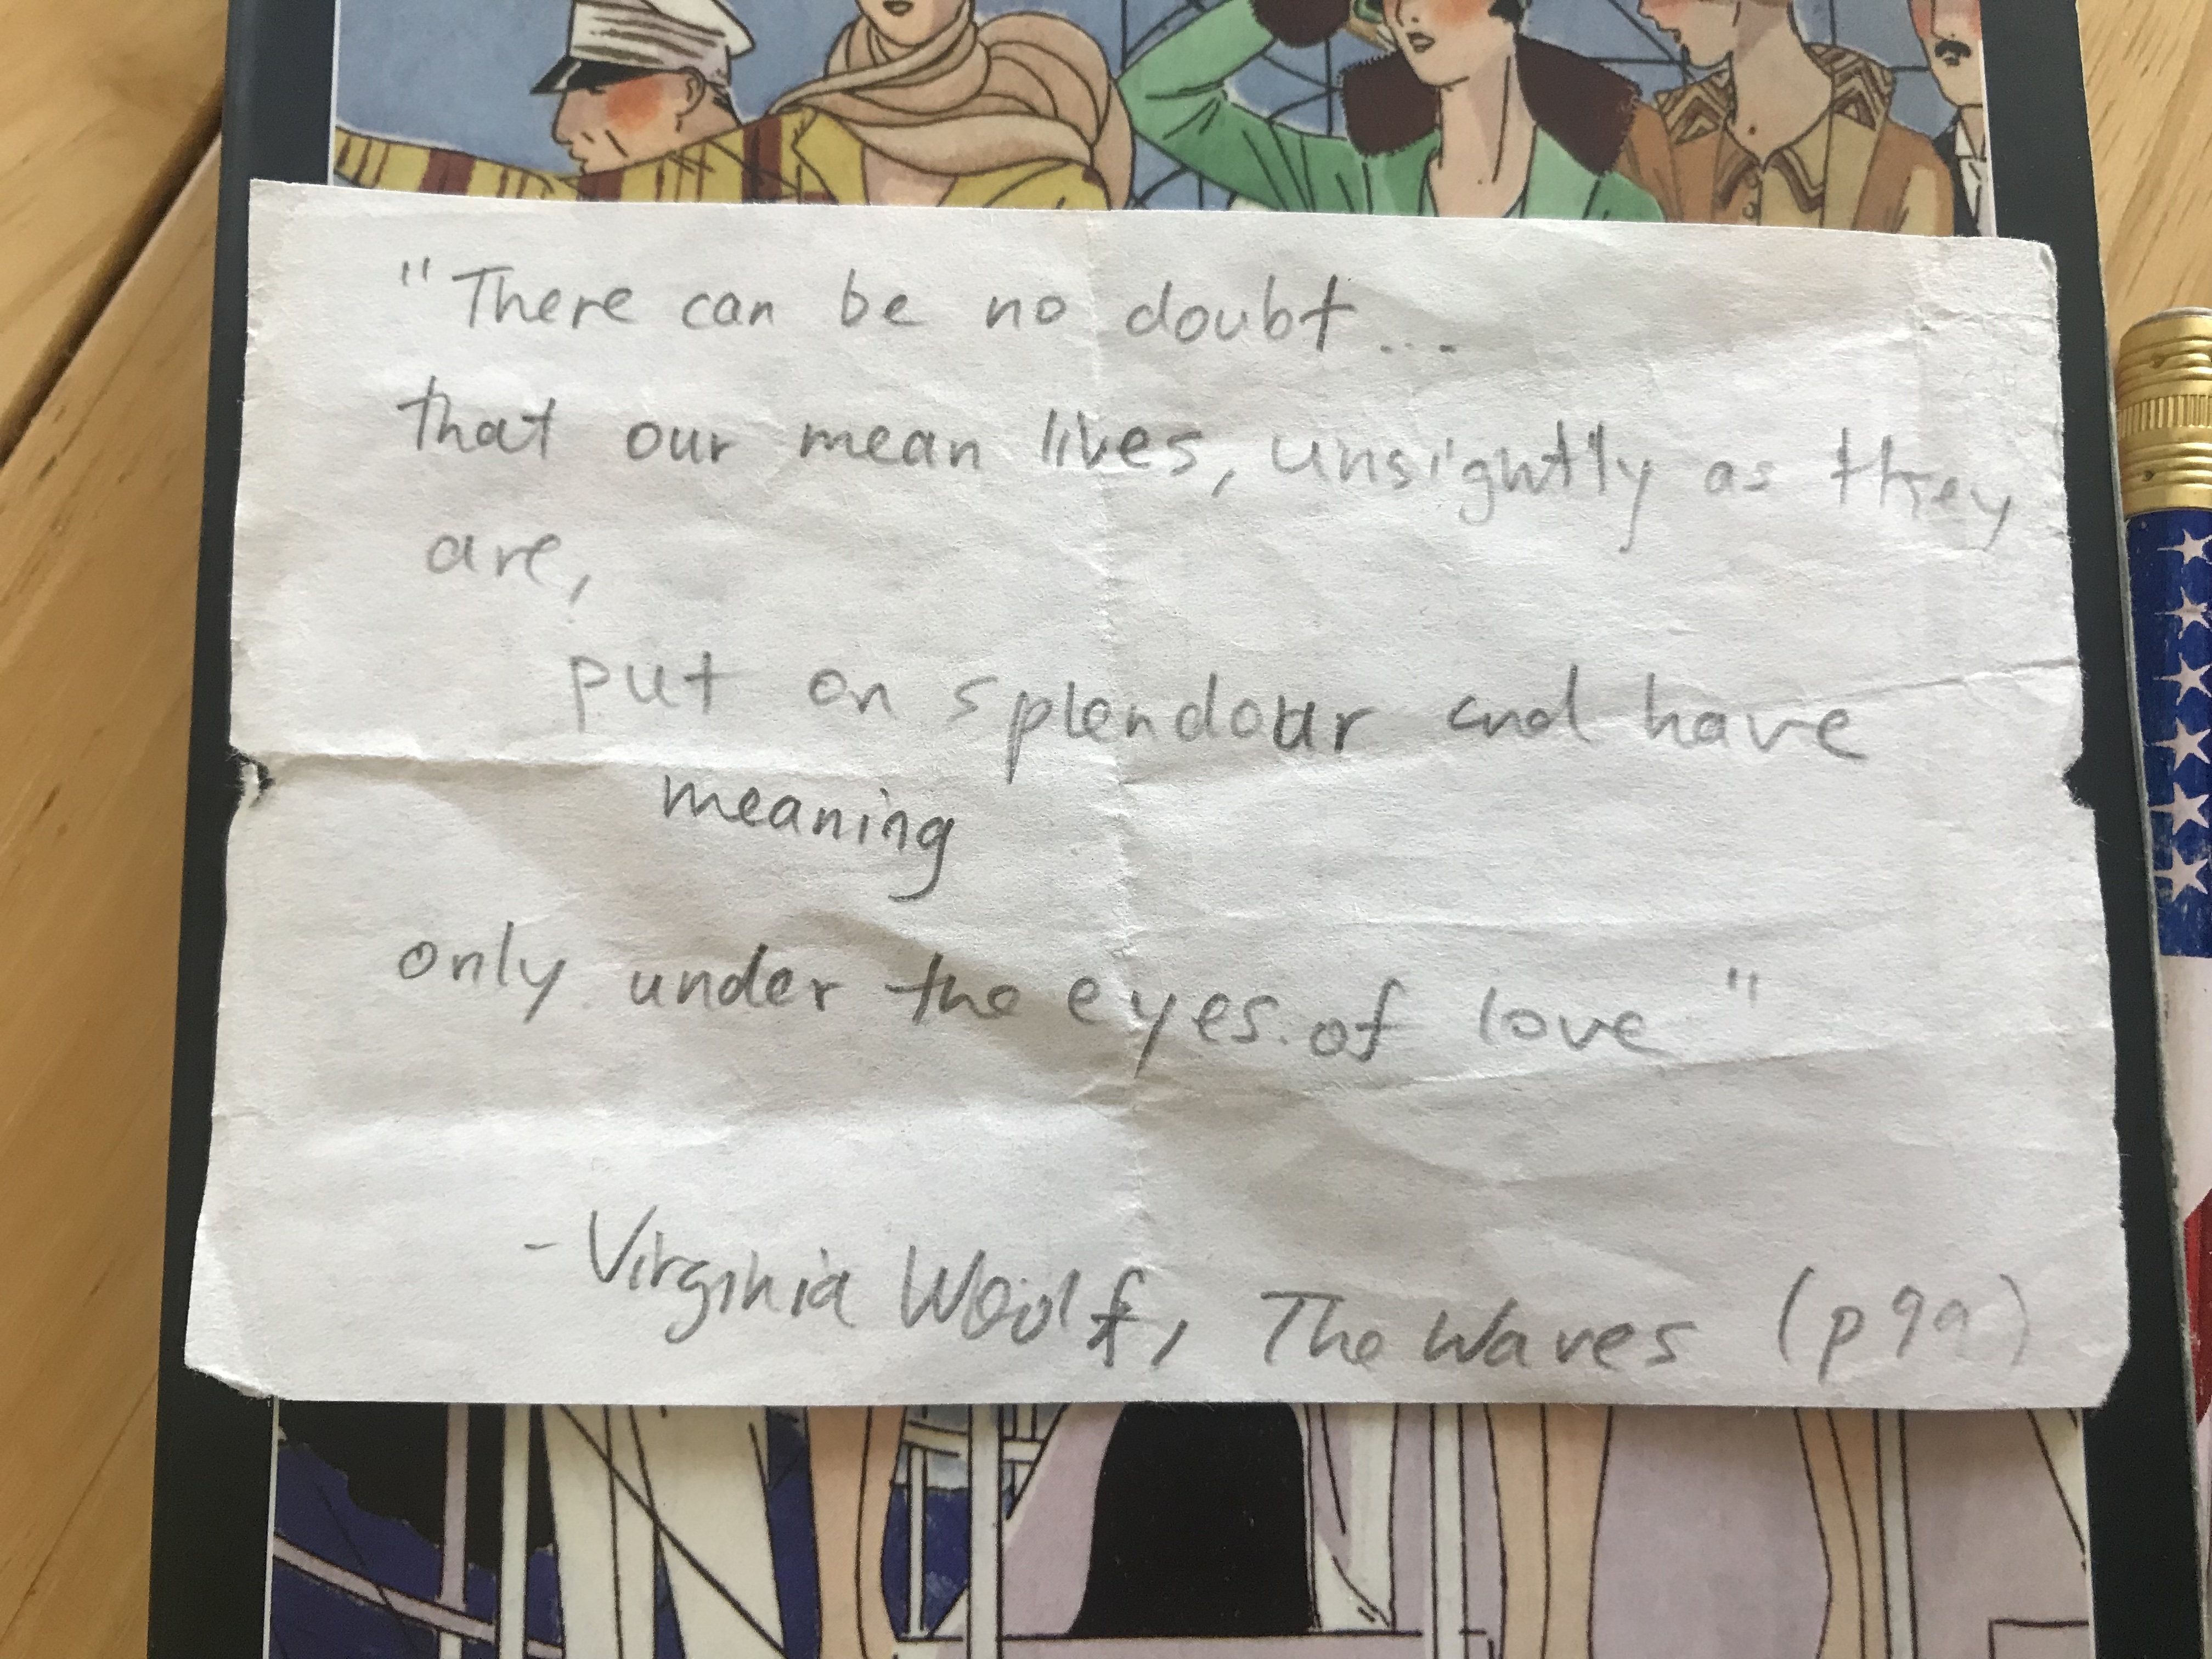 "There can be no doubt...
that our mean lives, unsightly as they
are,
put on splendour and have
meaning
only under the eyes of love"
- Virginia Woolf, The Waves (p99)